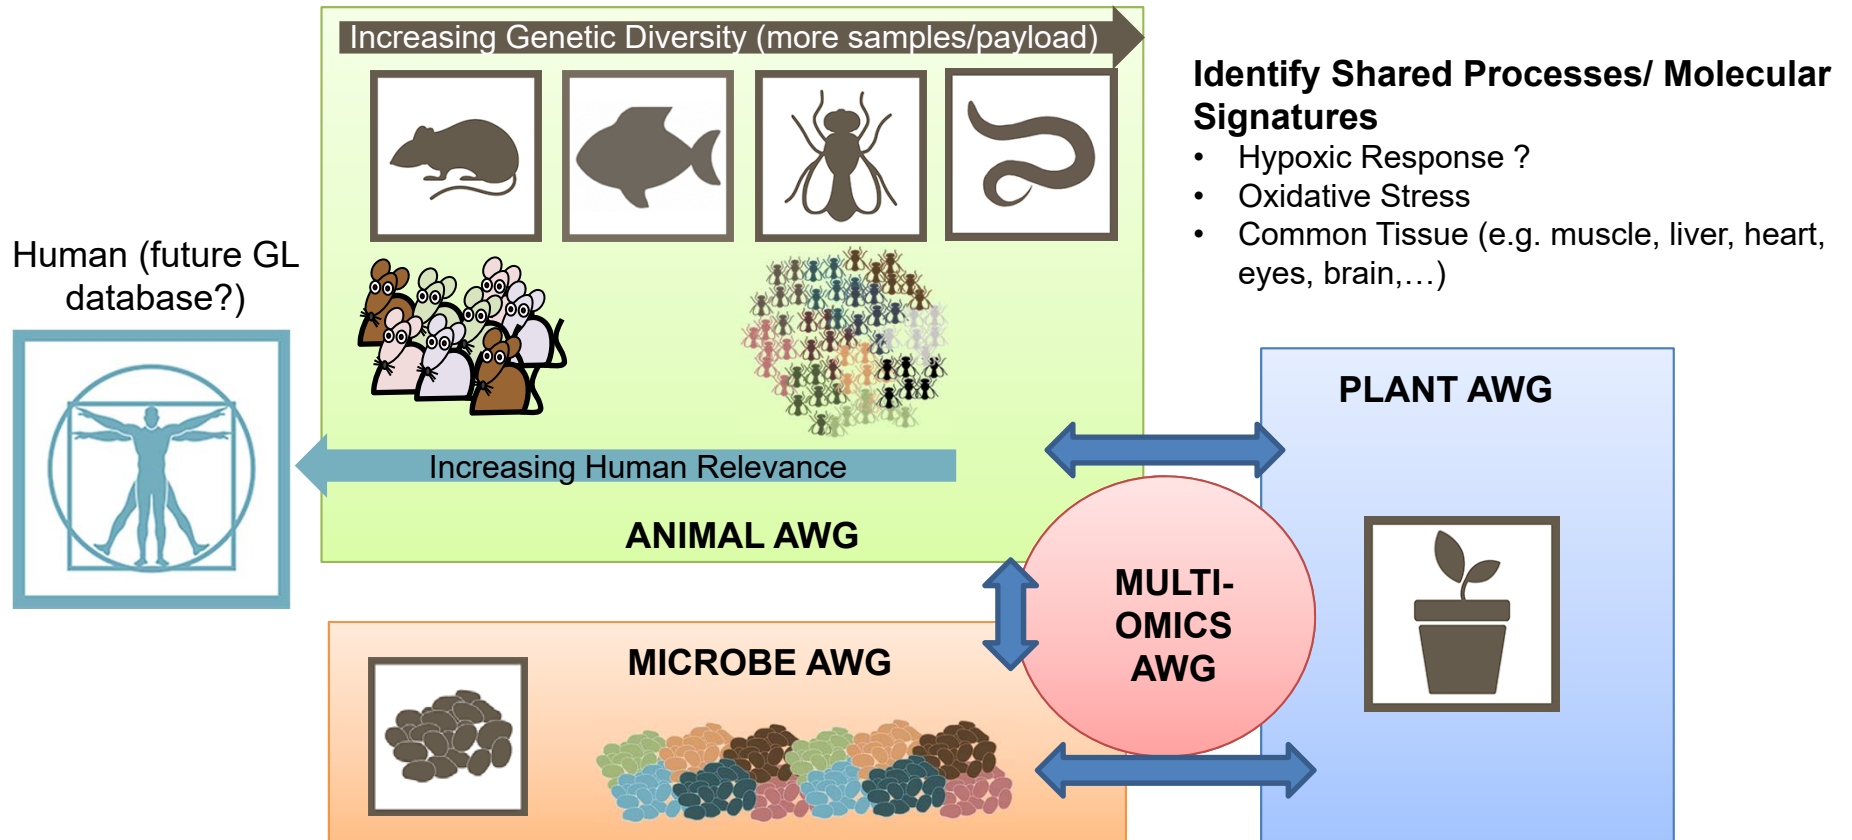 Increasing Genetic Diversity (more samples/payload)
Identify Shared Processes/ Molecular
Signatures
• Hypoxic Response ?
• Oxidative Stress
• Common Tissue (e.g. muscle, liver, heart,
eyes, brain,…)
Human (future GL
database?)
Increasing Human Relevance
ANIMAL AWG
PLANT AWG
MULTI-
OMICS
AWG
MICROBE AWG